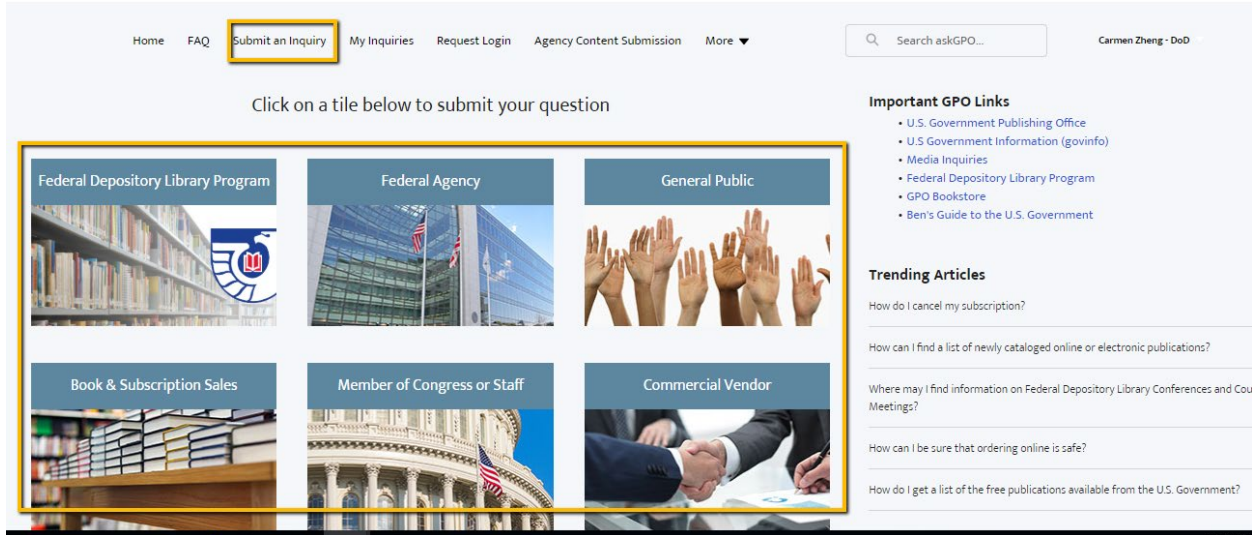 Home FAQ Submit an Inquiry My Inquiries Request Login Agency Content Submission More ▼ Search askGPO... Carmen Zheng - DoD
Click on a tile below to submit your question
Federal Depository Library Program Federal Agency General Public
Book & Subscription Sales Member of Congress or Staff Commercial Vendor
Important GPO Links
• U.S. Government Publishing Office
• U.S Government Information (govinfo)
• Media Inquiries
• Federal Depository Library Program
• GPO Bookstore
• Ben's Guide to the U.S. Government
Trending Articles
How do I cancel my subscription?
How can I find a list of newly cataloged online or electronic publications?
Where may I find information on Federal Depository Library Conferences and Cou
Meetings?
How can I be sure that ordering online is safe?
How do I get a list of the free publications available from the U.S. Government?